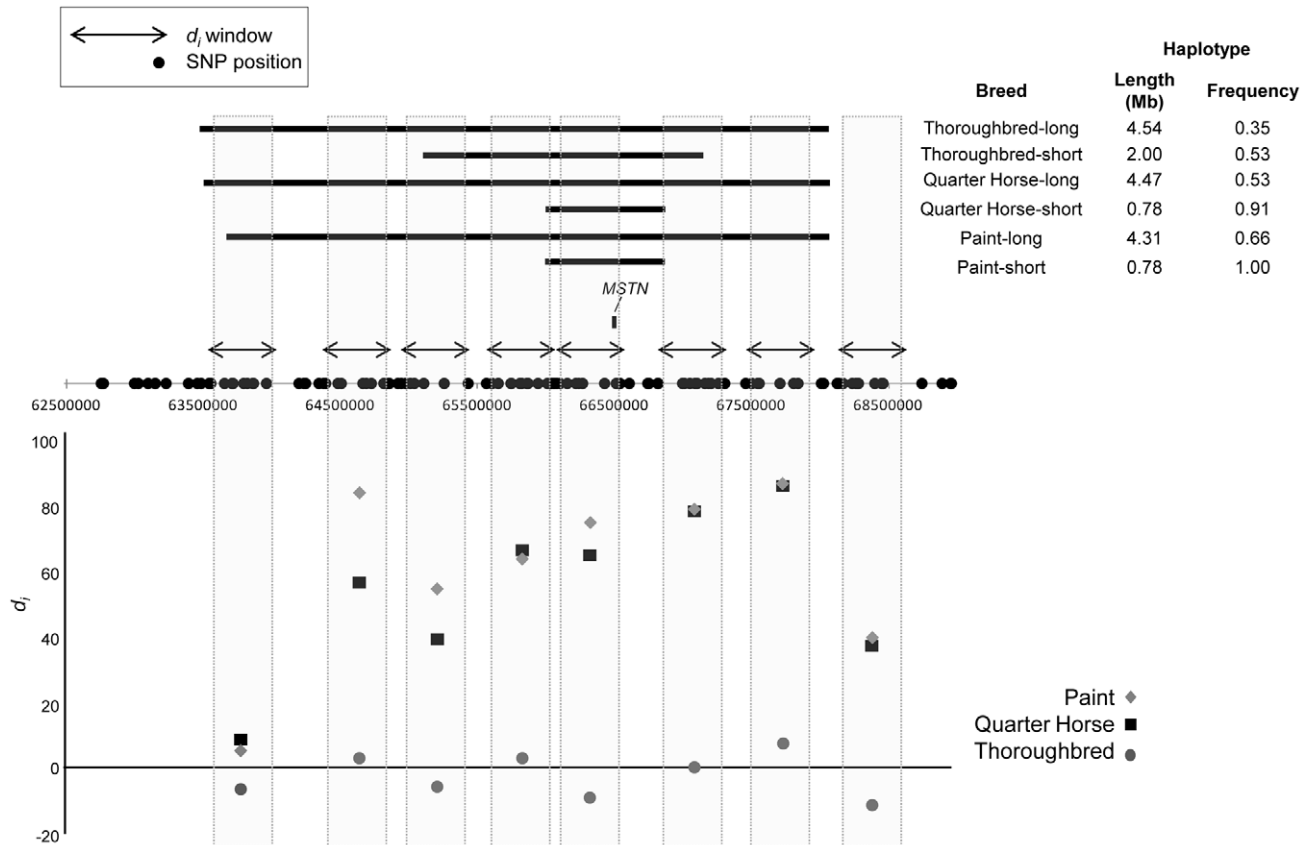 d_i window
SNP position
Haplotype
Breed Length (Mb) Frequency
Thoroughbred-long 4.54 0.35
Thoroughbred-short 2.00 0.53
Quarter Horse-long 4.47 0.53
Quarter Horse-short 0.78 0.91
Paint-long 4.31 0.66
Paint-short 0.78 1.00
MSTN
62500000 63500000 64500000 65500000 66500000 67500000 68500000
100
80
60
d_i
40
20
0
-20
Paint
Quarter Horse
Thoroughbred